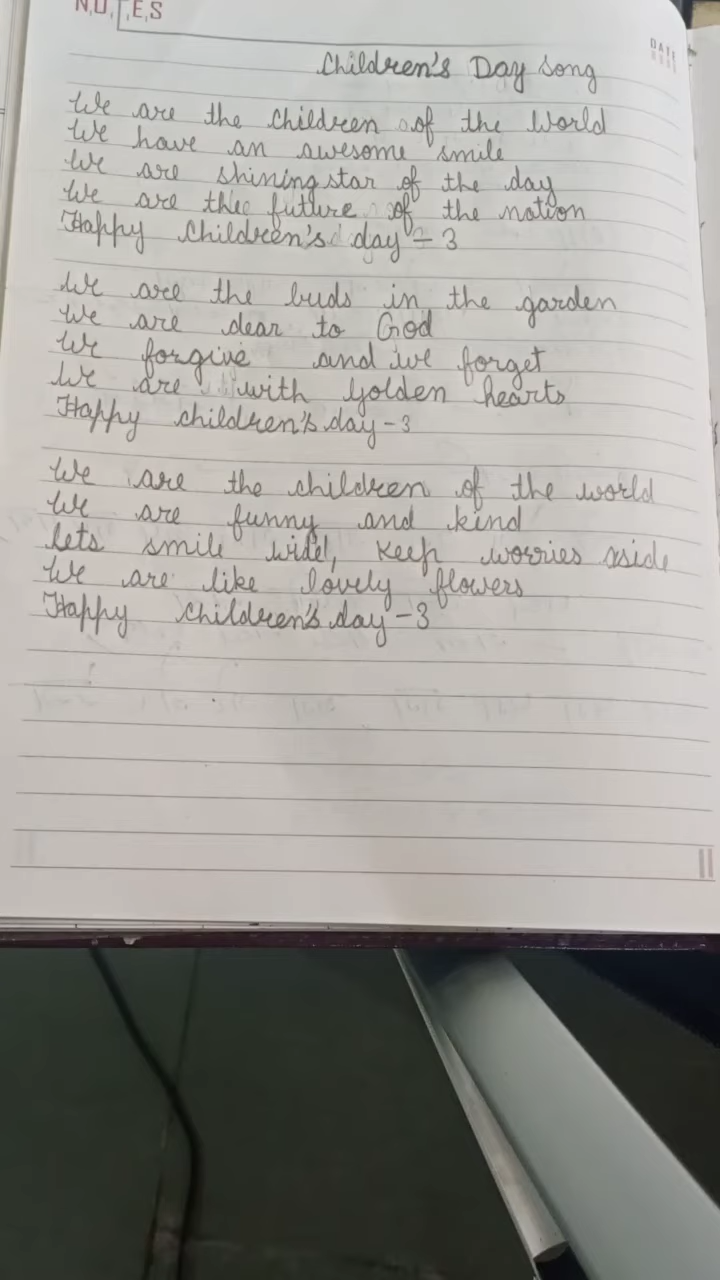 NOTES
DATE
Children's Day Song
We are the children of the World
We have an awesome smile
We are shining star of the day
We are the future of the nation
Happy Children's day - 3
We are the buds in the garden
We are dear to God
We forgive and we forget
We are with golden hearts
Happy children's day - 3
We are the children of the world
We are funny and kind
lets smile wide, Keep worries aside
We are like lovely flowers
Happy Children's day - 3